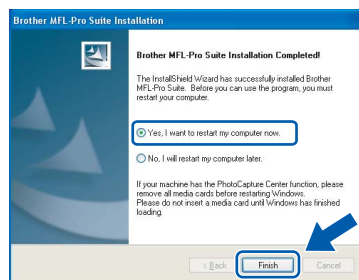 Brother MFL-Pro Suite Installation
Brother MFL-Pro Suite Installation Completed!
The InstallShield Wizard has successfully installed Brother
MFL-Pro Suite. Before you can use the program, you must
restart your computer.
Yes, I want to restart my computer now.
No, I will restart my computer later.
If your machine has the PhotoCapture Center function, please
remove all media cards before restarting Windows.
Please do not insert a media card until Windows has finished
loading.
< Back Finish Cancel